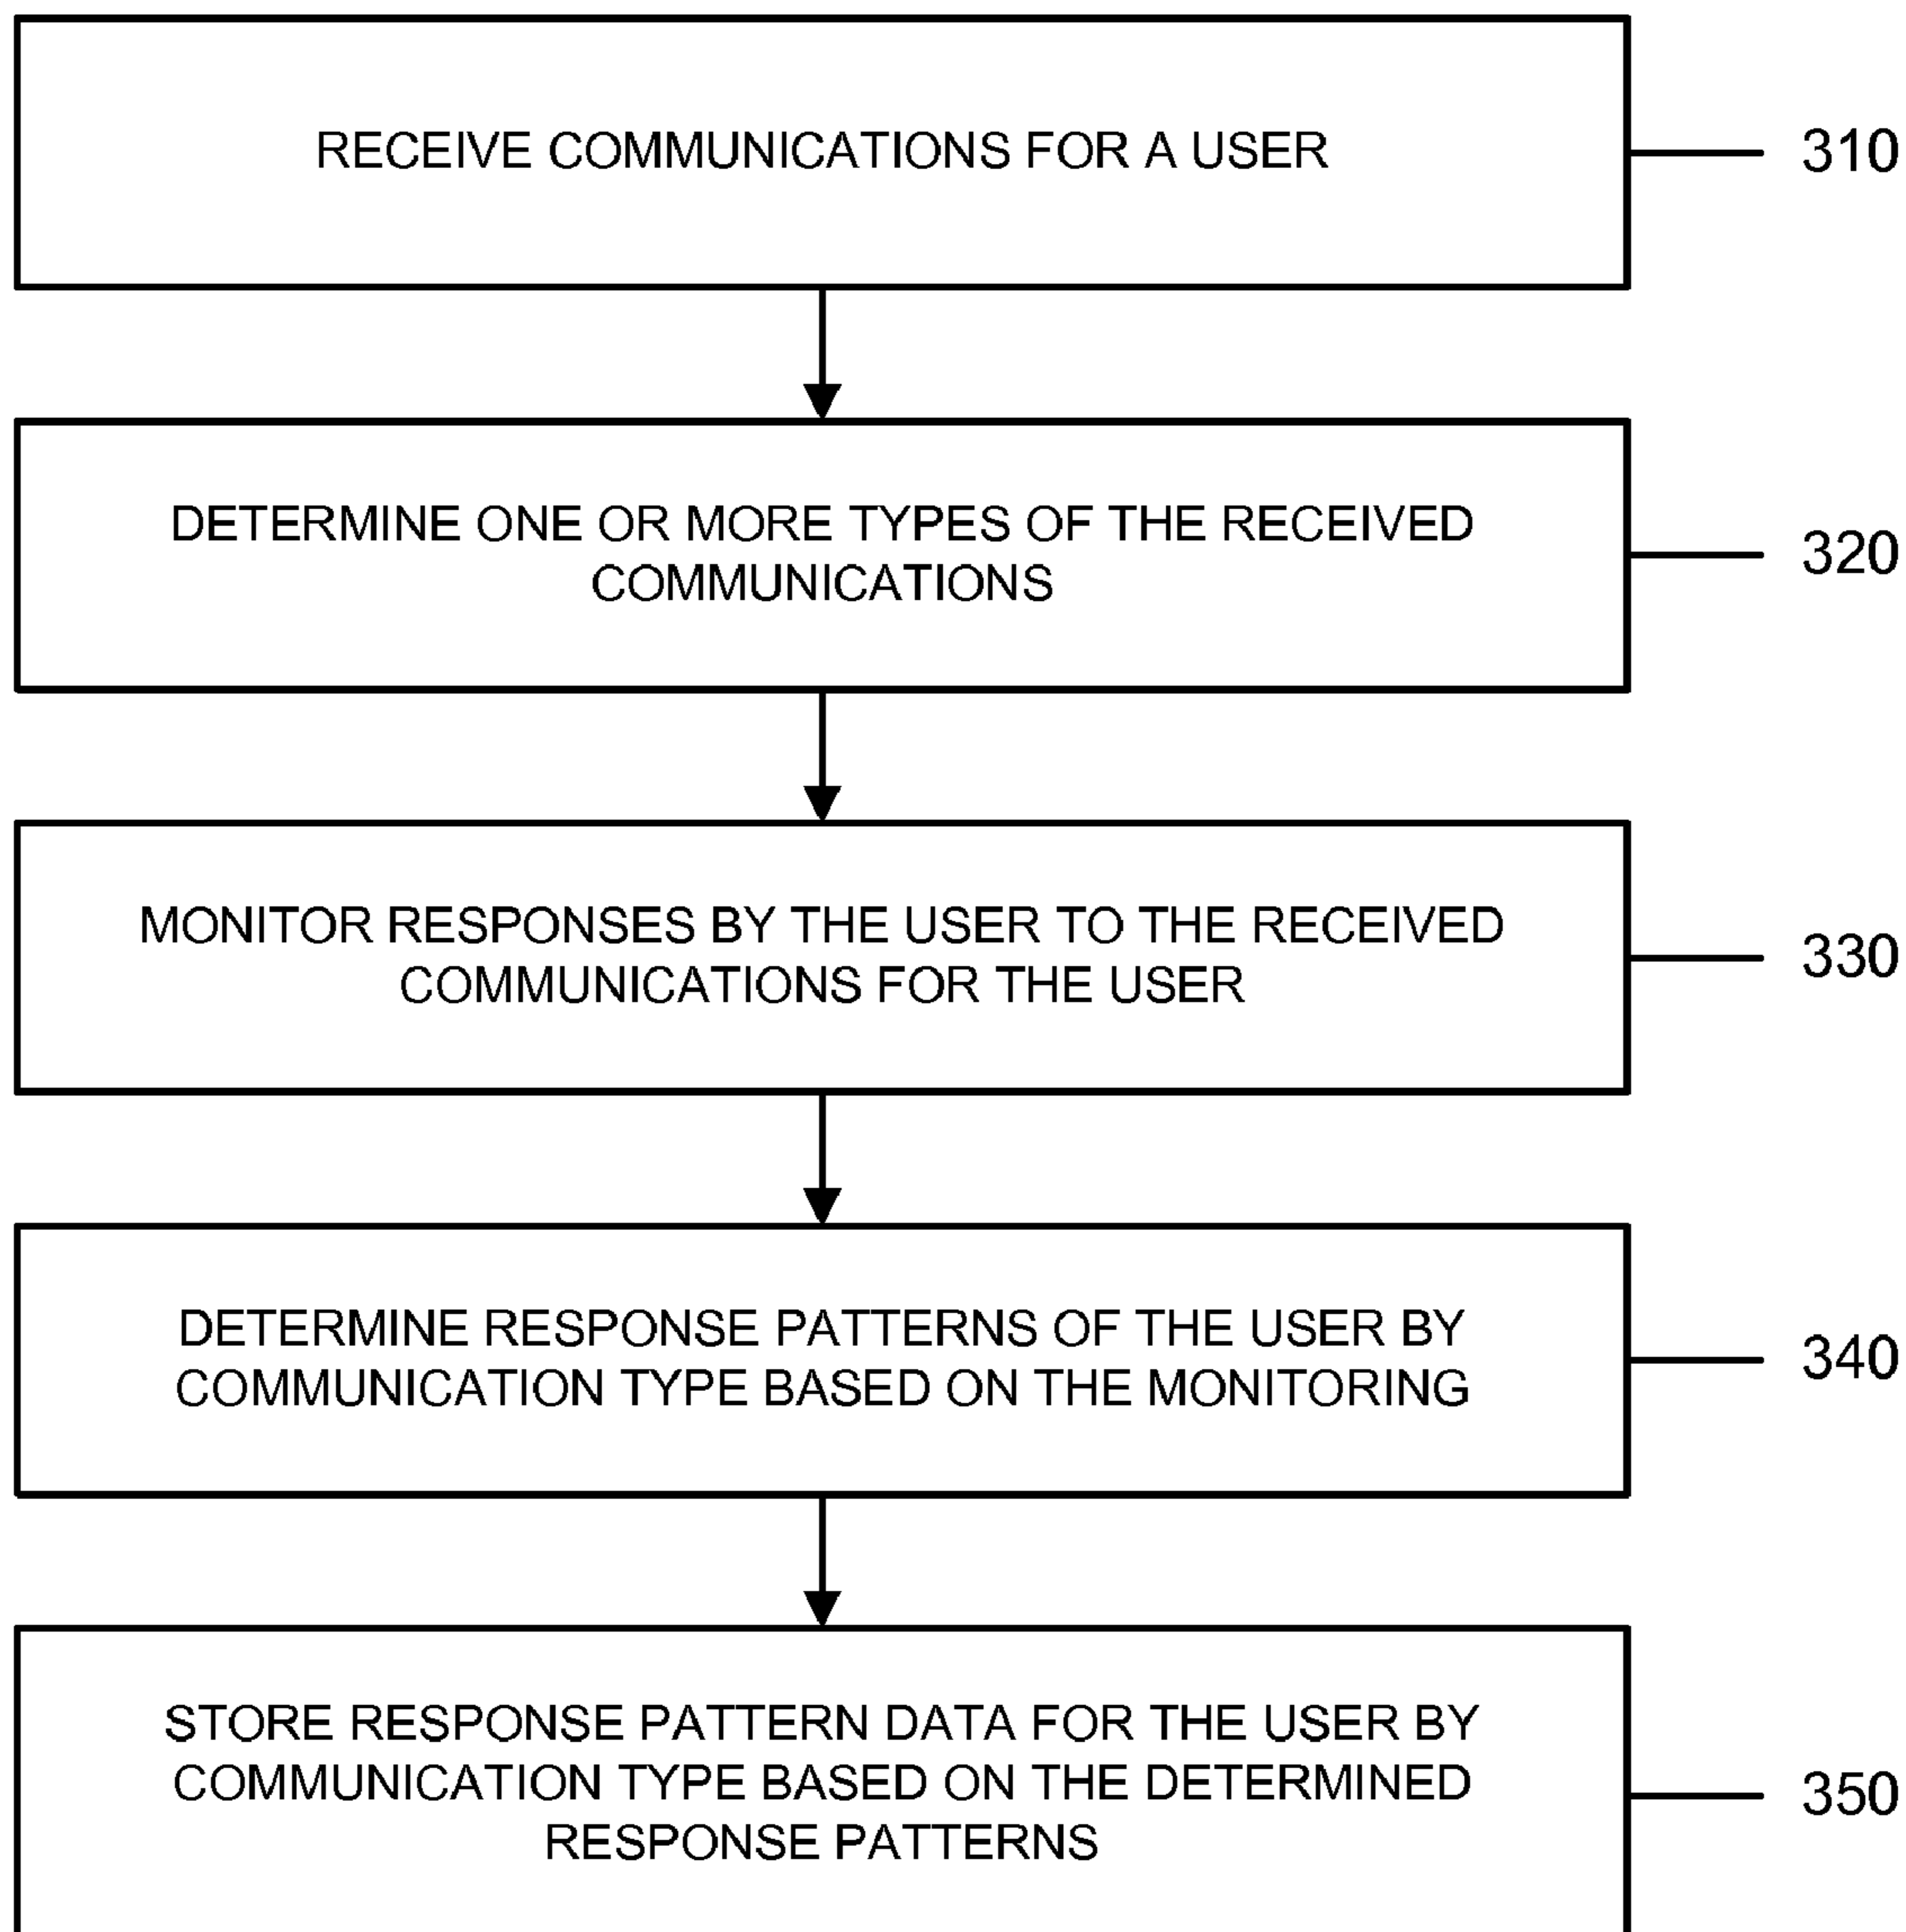 RECEIVE COMMUNICATIONS FOR A USER
310
DETERMINE ONE OR MORE TYPES OF THE RECEIVED
COMMUNICATIONS
320
MONITOR RESPONSES BY THE USER TO THE RECEIVED
COMMUNICATIONS FOR THE USER
330
DETERMINE RESPONSE PATTERNS OF THE USER BY
COMMUNICATION TYPE BASED ON THE MONITORING
340
STORE RESPONSE PATTERN DATA FOR THE USER BY
COMMUNICATION TYPE BASED ON THE DETERMINED
RESPONSE PATTERNS
350